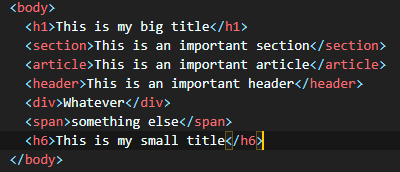 <body>
<h1>This is my big title</h1>
<section>This is an important section</section>
<article>This is an important article</article>
<header>This is an important header</header>
<div>Whatever</div>
<span>something else</span>
<h6>This is my small title</h6>
</body>